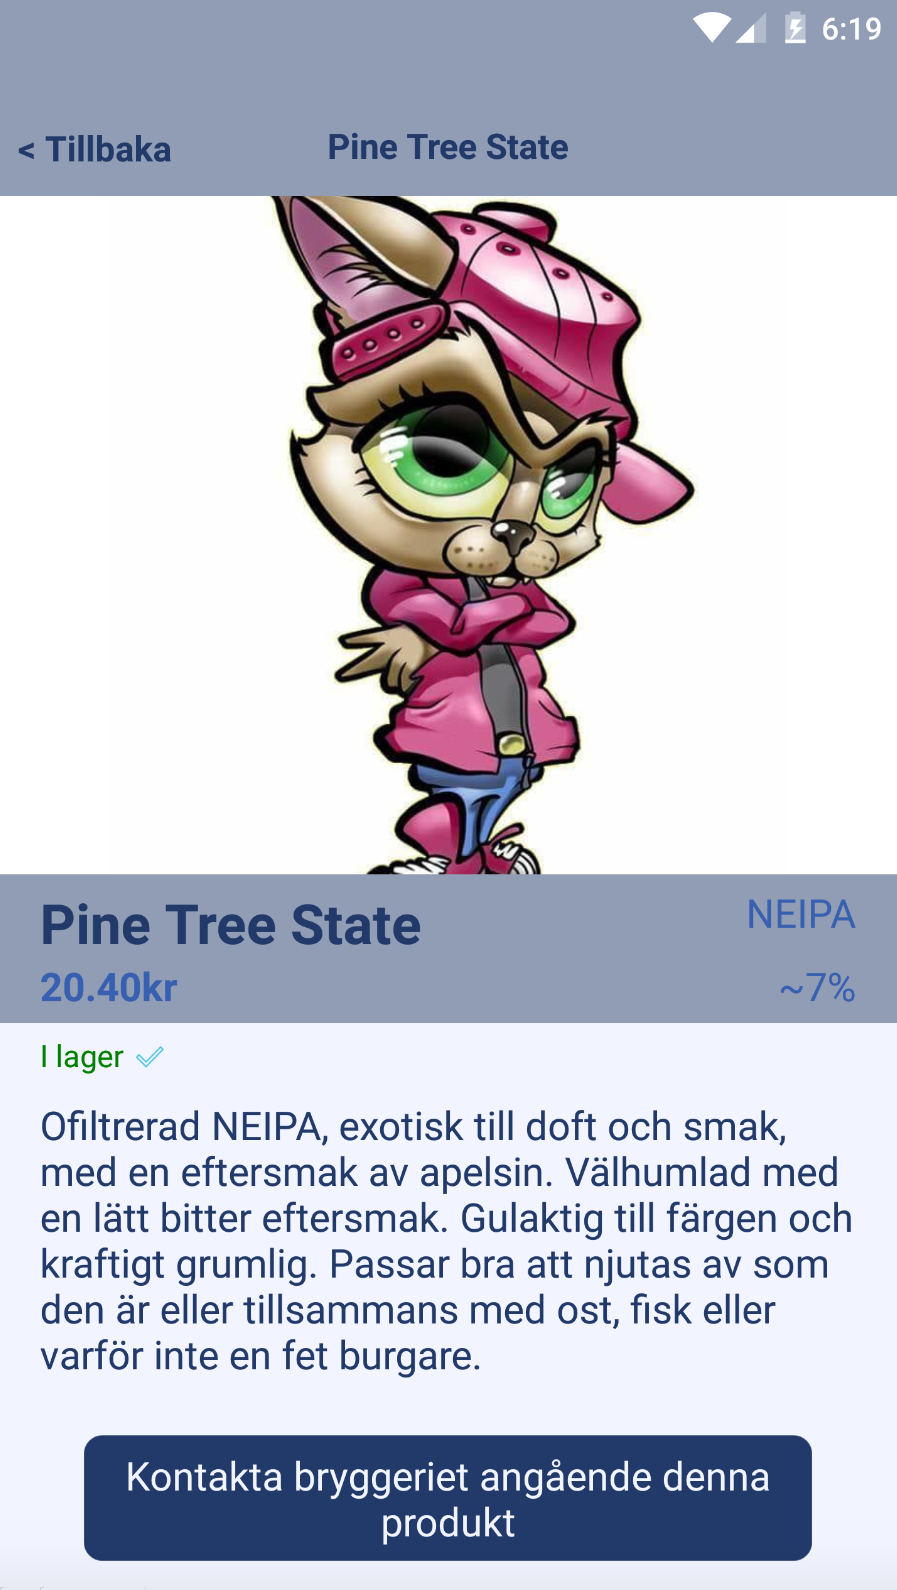 6:19
< Tillbaka
Pine Tree State
Pine Tree State
NEIPA
20.40kr
~7%
I lager
Ofiltrerad NEIPA, exotisk till doft och smak,
med en eftersmak av apelsin. Välhumlad med
en lätt bitter eftersmak. Gulaktig till färgen och
kraftigt grumlig. Passar bra att njutas av som
den är eller tillsammans med ost, fisk eller
varför inte en fet burgare.
Kontakta bryggeriet angående denna
produkt